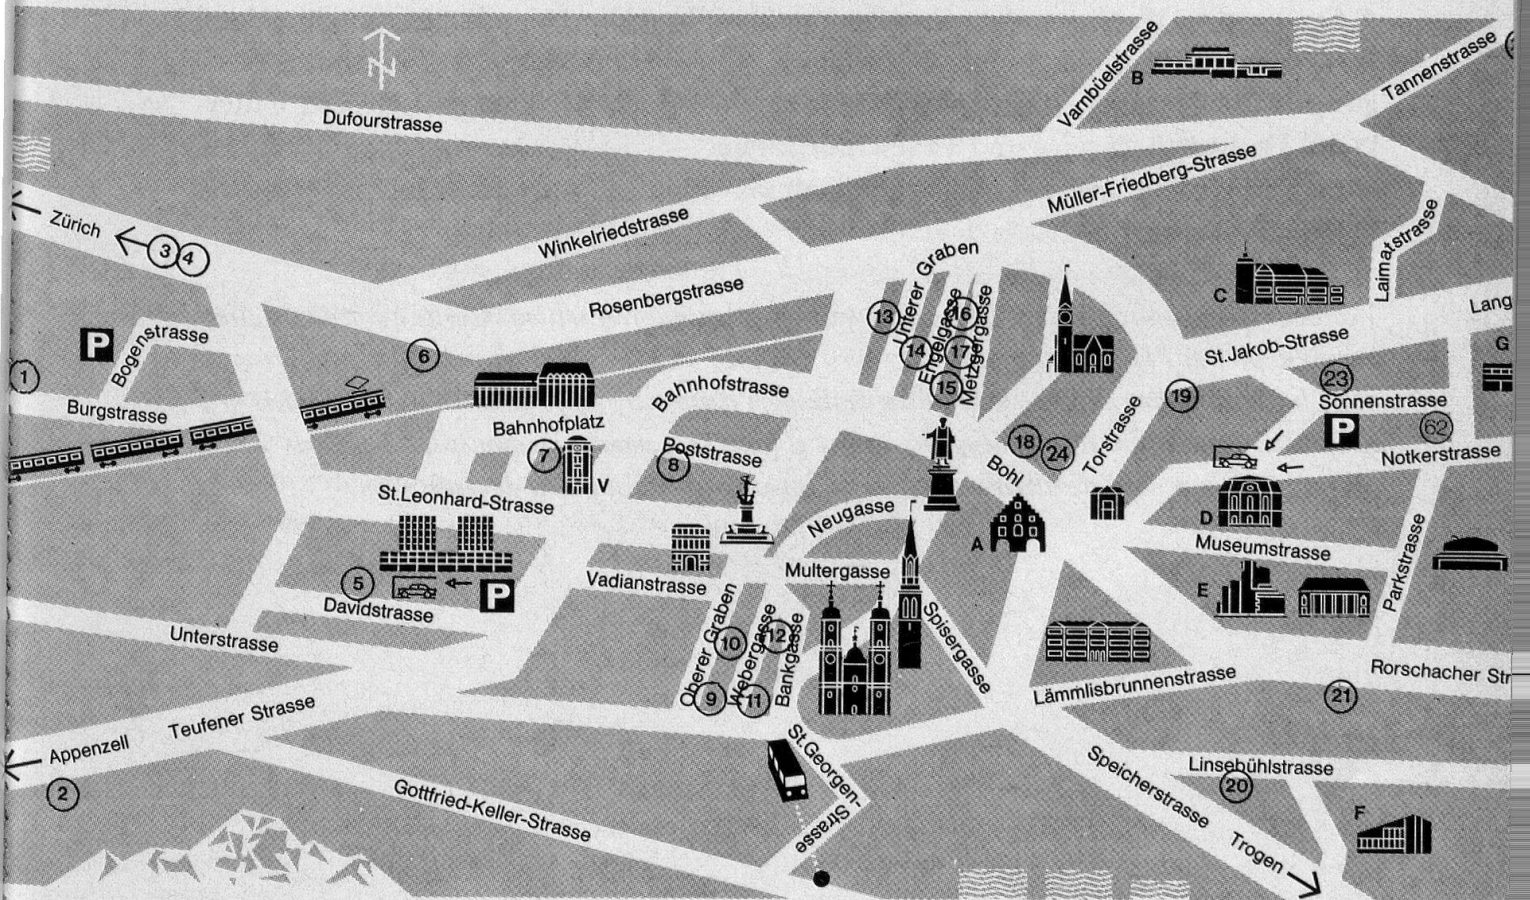 N
Varnbüelstrasse
B
Tannenstrasse
Dufourstrasse
Müller-Friedberg-Strasse
Zürich
3
4
Winkelriedstrasse
Unterer Graben
Laimatstrasse
C
Rosenbergstrasse
Lang
13
16
Engelgasse
Metzgergasse
P
Bogenstrasse
6
14
17
St.Jakob-Strasse
G
1
15
23
Burgstrasse
Bahnhofstrasse
19
Sonnenstrasse
Bahnhofplatz
P
62
7
Poststrasse
8
18
24
Torstrasse
Notkerstrasse
Bohl
V
St.Leonhard-Strasse
Neugasse
D
A
Museumstrasse
Parkstrasse
Multergasse
5
P
Vadianstrasse
E
Davidstrasse
Oberer Graben
Webergasse
Bankgasse
Spisergasse
Unterstrasse
10
12
Rorschacher Str
9
11
Lämmlisbrunnenstrasse
21
Teufener Strasse
Appenzell
St.Georgen-
Strasse
Speicherstrasse
Linsebühlstrasse
2
20
Gottfried-Keller-Strasse
F
Trogen